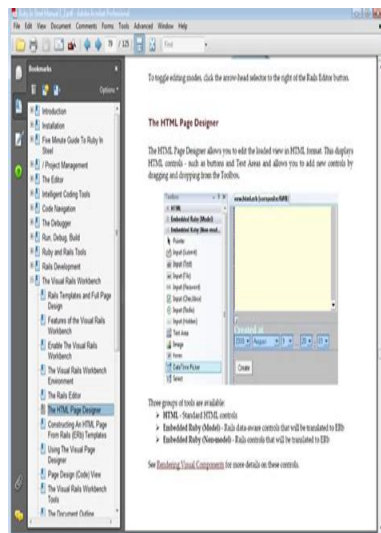 File Edit View Document Comments Forms Tools Advanced Window Help
79 / 125
Find
Bookmarks
Options
Introduction
Installation
Five Minute Guide To Ruby In
Steel
/ Project Management
The Editor
Intelligent Coding Tools
Code Navigation
The Debugger
Run, Debug, Build
Ruby and Rails Tools
Rails Development
The Visual Rails Workbench
Rails Templates and Full Page
Design
Features of the Visual Rails
Workbench
Enable The Visual Rails
Workbench
The Visual Rails Workbench
Environment
The Rails Editor
The HTML Page Designer
Constructing An HTML Page
From Rails (ERb) Templates
Using The Visual Page
Designer
Page Design (Code) View
The Visual Rails Workbench
Tools
The Document Outline
To toggle editing modes, click the arrow-head selector to the right of the Rails Editor button.
The HTML Page Designer
The HTML Page Designer allows you to edit the loaded view in HTML format. This displays
HTML controls - such as buttons and Text Areas and allows you to add new controls by
dragging and dropping from the Toolbox.
Toolbox
HTML
Embedded Ruby (Model)
Embedded Ruby (Non-mod...
Pointer
Input (Submit)
Input (Text)
Input (File)
Input (Password)
Input (Checkbox)
Input (Radio)
Input (Hidden)
Text Area
Image
Form
DateTime Picker
Select
Created at
August
Create
Three groups of tools are available:
➤ HTML - Standard HTML controls
➤ Embedded Ruby (Model) - Rails data-aware controls that will be translated to ERb
➤ Embedded Ruby (Non-model) - Rails controls that will be translated to ERb
See Rendering Visual Components for more details on these controls.